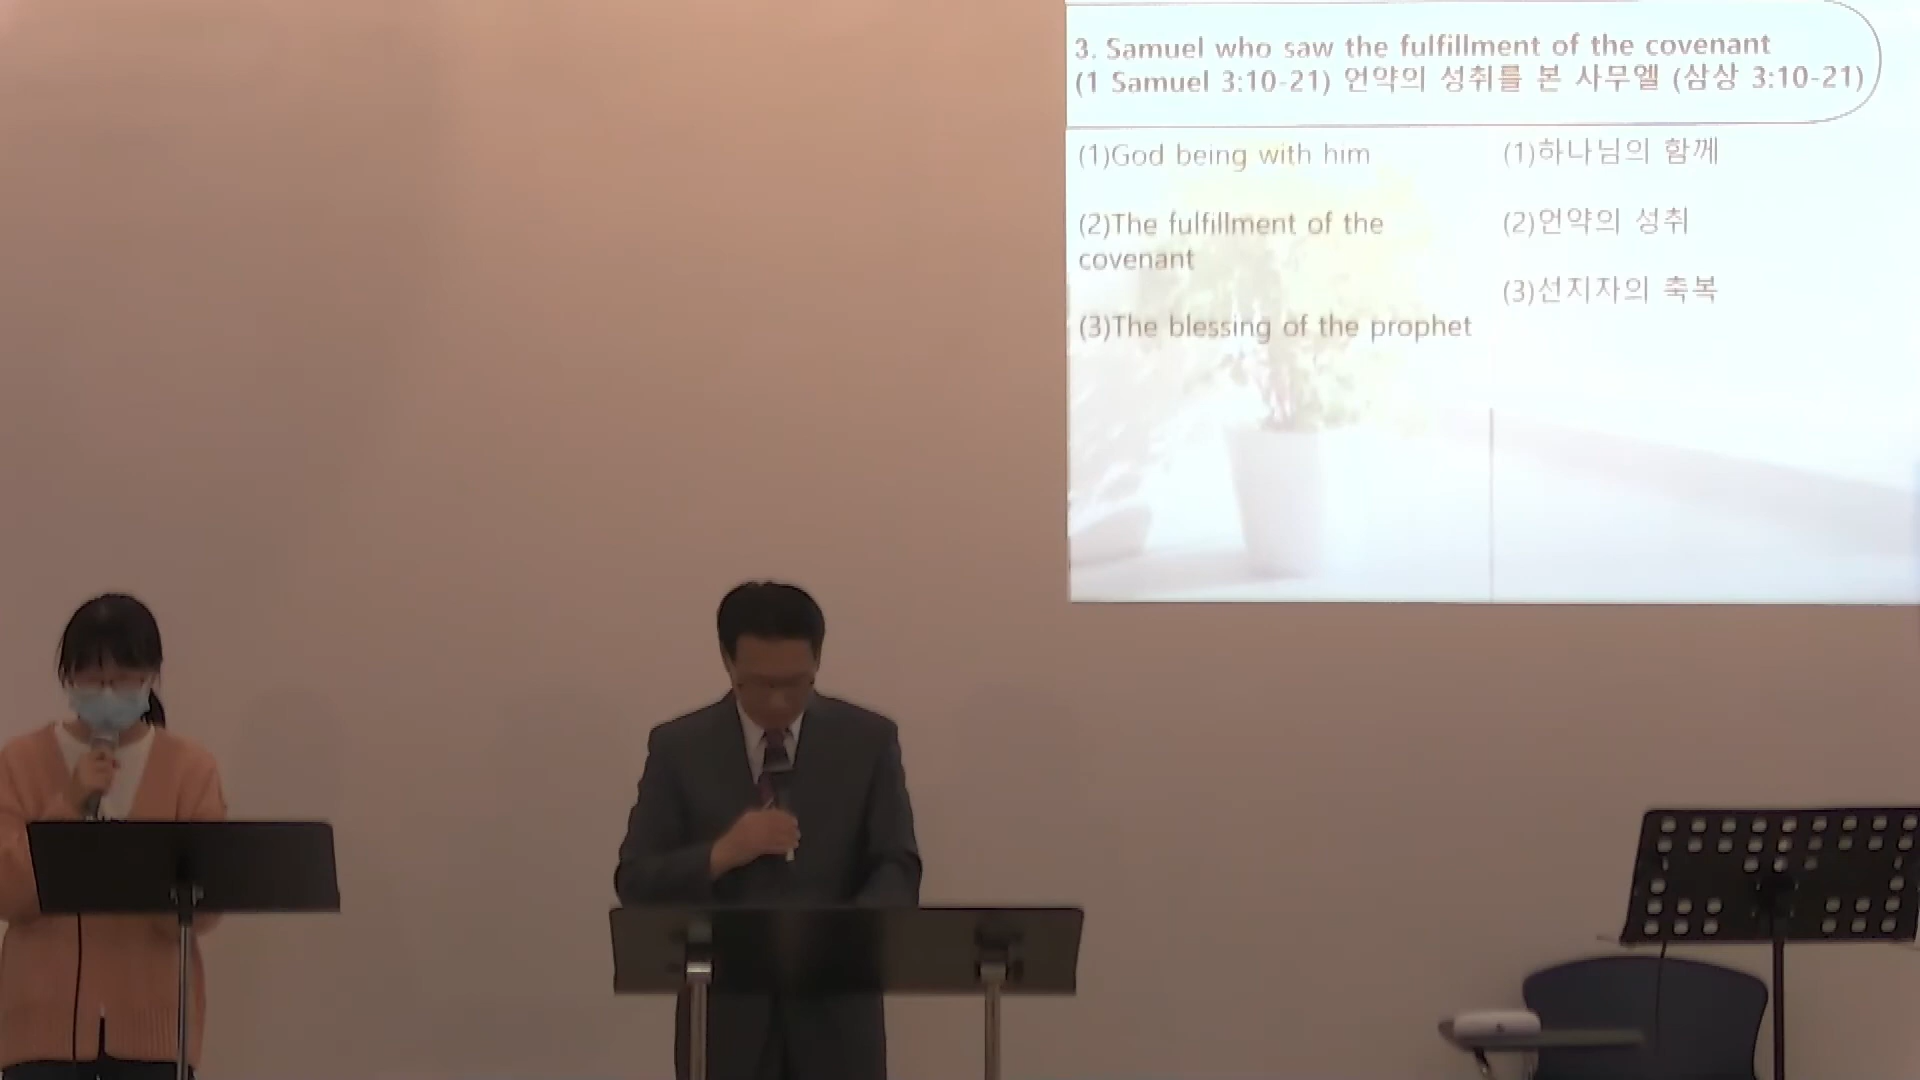 3. Samuel who saw the fulfillment of the covenant
(1 Samuel 3:10-21) 언약의 성취를 본 사무엘 (삼상 3:10-21)
(1)God being with him
(2)The fulfillment of the
covenant
(3)The blessing of the prophet
(1)하나님의 함께
(2)언약의 성취
(3)선지자의 축복